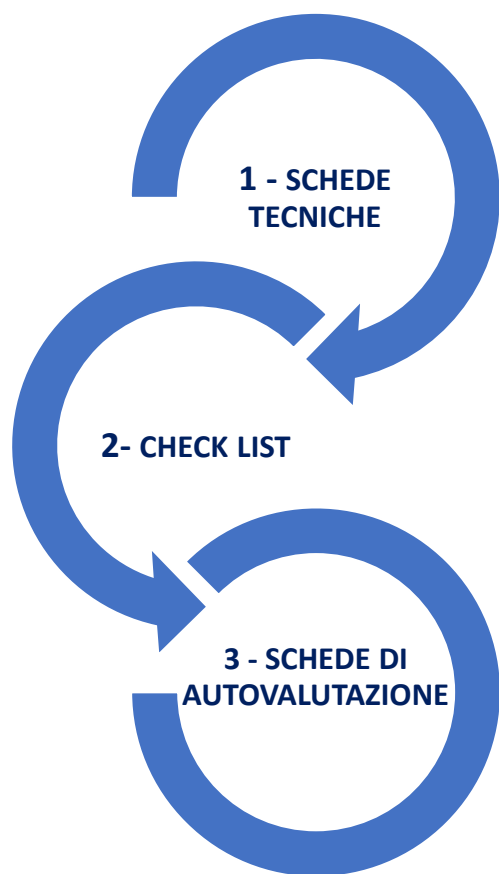 1 - SCHEDE
TECNICHE
2- CHECK LIST
3 - SCHEDE DI
AUTOVALUTAZIONE